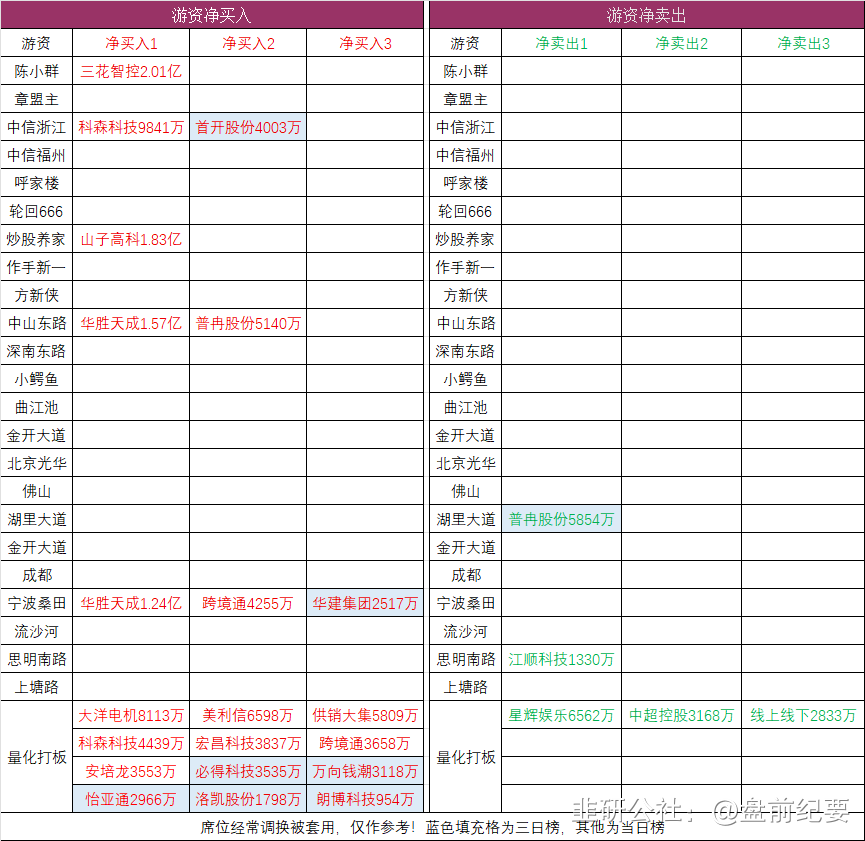 游资净买入 游资净卖出
游资 净买入1 净买入2 净买入3 游资 净卖出1 净卖出2 净卖出3
陈小群 三花智控2.01亿 陈小群
章盟主 章盟主
中信浙江 科森科技9841万 首开股份4003万 中信浙江
中信福州 中信福州
呼家楼 呼家楼
轮回666 轮回666
炒股养家 山子高科1.83亿 炒股养家
作手新一 作手新一
方新侠 方新侠
中山东路 华胜天成1.57亿 普冉股份5140万 中山东路
深南东路 深南东路
小鳄鱼 小鳄鱼
曲江池 曲江池
金开大道 金开大道
北京光华 北京光华
佛山 佛山
湖里大道 湖里大道 普冉股份5854万
金开大道 金开大道
成都 成都
宁波桑田 华胜天成1.24亿 跨境通4255万 华建集团2517万 宁波桑田
流沙河 流沙河
思明南路 思明南路 江顺科技1330万
上塘路 上塘路
大洋电机8113万 美利信6598万 供销大集5809万 星辉娱乐6562万 中超控股3168万 线上线下2833万
科森科技4439万 宏昌科技3837万 跨境通3658万
量化打板 量化打板
安培龙3553万 必得科技3535万 万向钱潮3118万
怡亚通2966万 洛凯股份1798万 朗博科技954万
韭研公社：@盘前纪要
席位经常调换被套用，仅作参考！蓝色填充格为三日榜，其他为当日榜